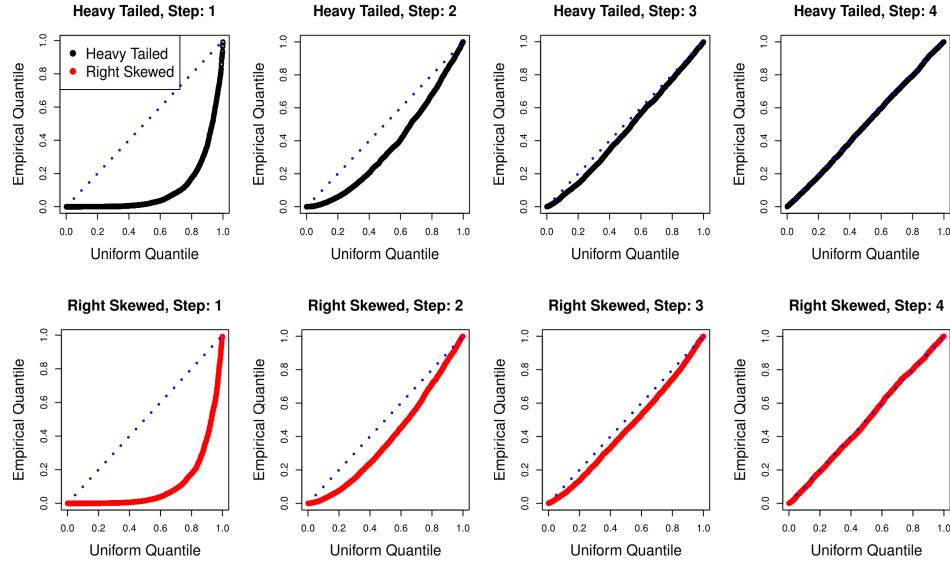 Heavy Tailed, Step: 1
Heavy Tailed, Step: 2
Heavy Tailed, Step: 3
Heavy Tailed, Step: 4
Heavy Tailed
Right Skewed
Empirical Quantile
0.0 0.2 0.4 0.6 0.8 1.0
0.0 0.2 0.4 0.6 0.8 1.0
Uniform Quantile
Empirical Quantile
0.0 0.2 0.4 0.6 0.8 1.0
0.0 0.2 0.4 0.6 0.8 1.0
Uniform Quantile
Empirical Quantile
0.0 0.2 0.4 0.6 0.8 1.0
0.0 0.2 0.4 0.6 0.8 1.0
Uniform Quantile
Empirical Quantile
0.0 0.2 0.4 0.6 0.8 1.0
0.0 0.2 0.4 0.6 0.8 1.0
Uniform Quantile
Right Skewed, Step: 1
Right Skewed, Step: 2
Right Skewed, Step: 3
Right Skewed, Step: 4
Empirical Quantile
0.0 0.2 0.4 0.6 0.8 1.0
0.0 0.2 0.4 0.6 0.8 1.0
Uniform Quantile
Empirical Quantile
0.0 0.2 0.4 0.6 0.8 1.0
0.0 0.2 0.4 0.6 0.8 1.0
Uniform Quantile
Empirical Quantile
0.0 0.2 0.4 0.6 0.8 1.0
0.0 0.2 0.4 0.6 0.8 1.0
Uniform Quantile
Empirical Quantile
0.0 0.2 0.4 0.6 0.8 1.0
0.0 0.2 0.4 0.6 0.8 1.0
Uniform Quantile